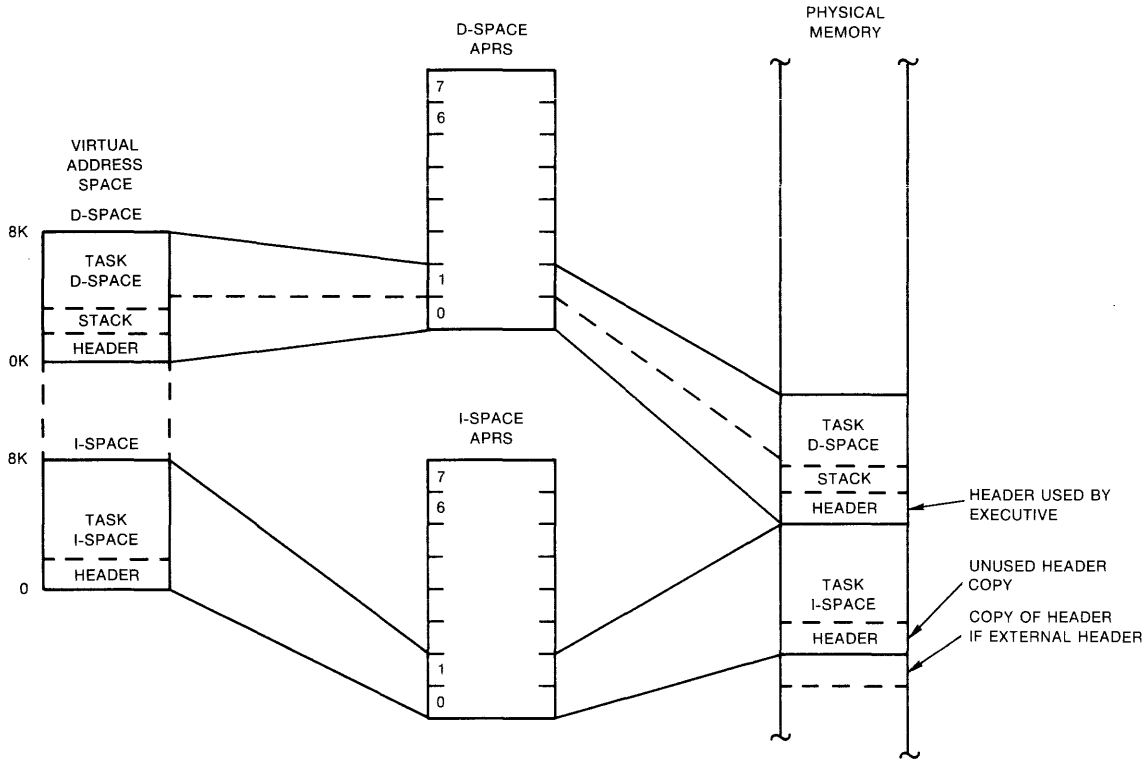 PHYSICAL
MEMORY
D-SPACE
APRS
7
6
1
0
VIRTUAL
ADDRESS
SPACE
D-SPACE
8K
TASK
D-SPACE
STACK
HEADER
0K
I-SPACE
8K
TASK
I-SPACE
HEADER
0
I-SPACE
APRS
7
6
1
0
TASK
D-SPACE
STACK
HEADER
HEADER USED BY
EXECUTIVE
TASK
I-SPACE
HEADER
UNUSED HEADER
COPY
COPY OF HEADER
IF EXTERNAL HEADER